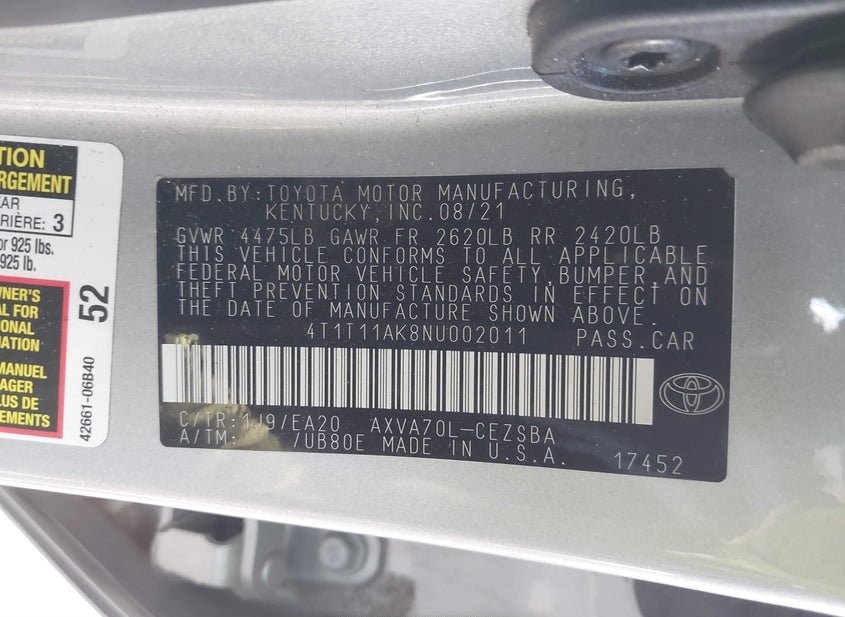 TION
RGEMENT
EAR
RIÈRE: 3
or 925 lbs.
925 lb.
WNER'S
AL FOR
IONAL
MATION
MANUEL
AGER
LUS DE
EMENTS
52
42661-06B40
MFD. BY: TOYOTA MOTOR MANUFACTURING,
KENTUCKY, INC. 08/21
GVWR 4475LB GAWR FR 2620LB RR 2420LB
THIS VEHICLE CONFORMS TO ALL APPLICABLE
FEDERAL MOTOR VEHICLE SAFETY, BUMPER, AND
THEFT PREVENTION STANDARDS IN EFFECT ON
THE DATE OF MANUFACTURE SHOWN ABOVE.
4T1T11AK8NU002011 PASS. CAR
C/TR: 1J9/EA20 AXVA70L-CEZSBA
A/TM: /UB80E MADE IN U.S.A.
17452